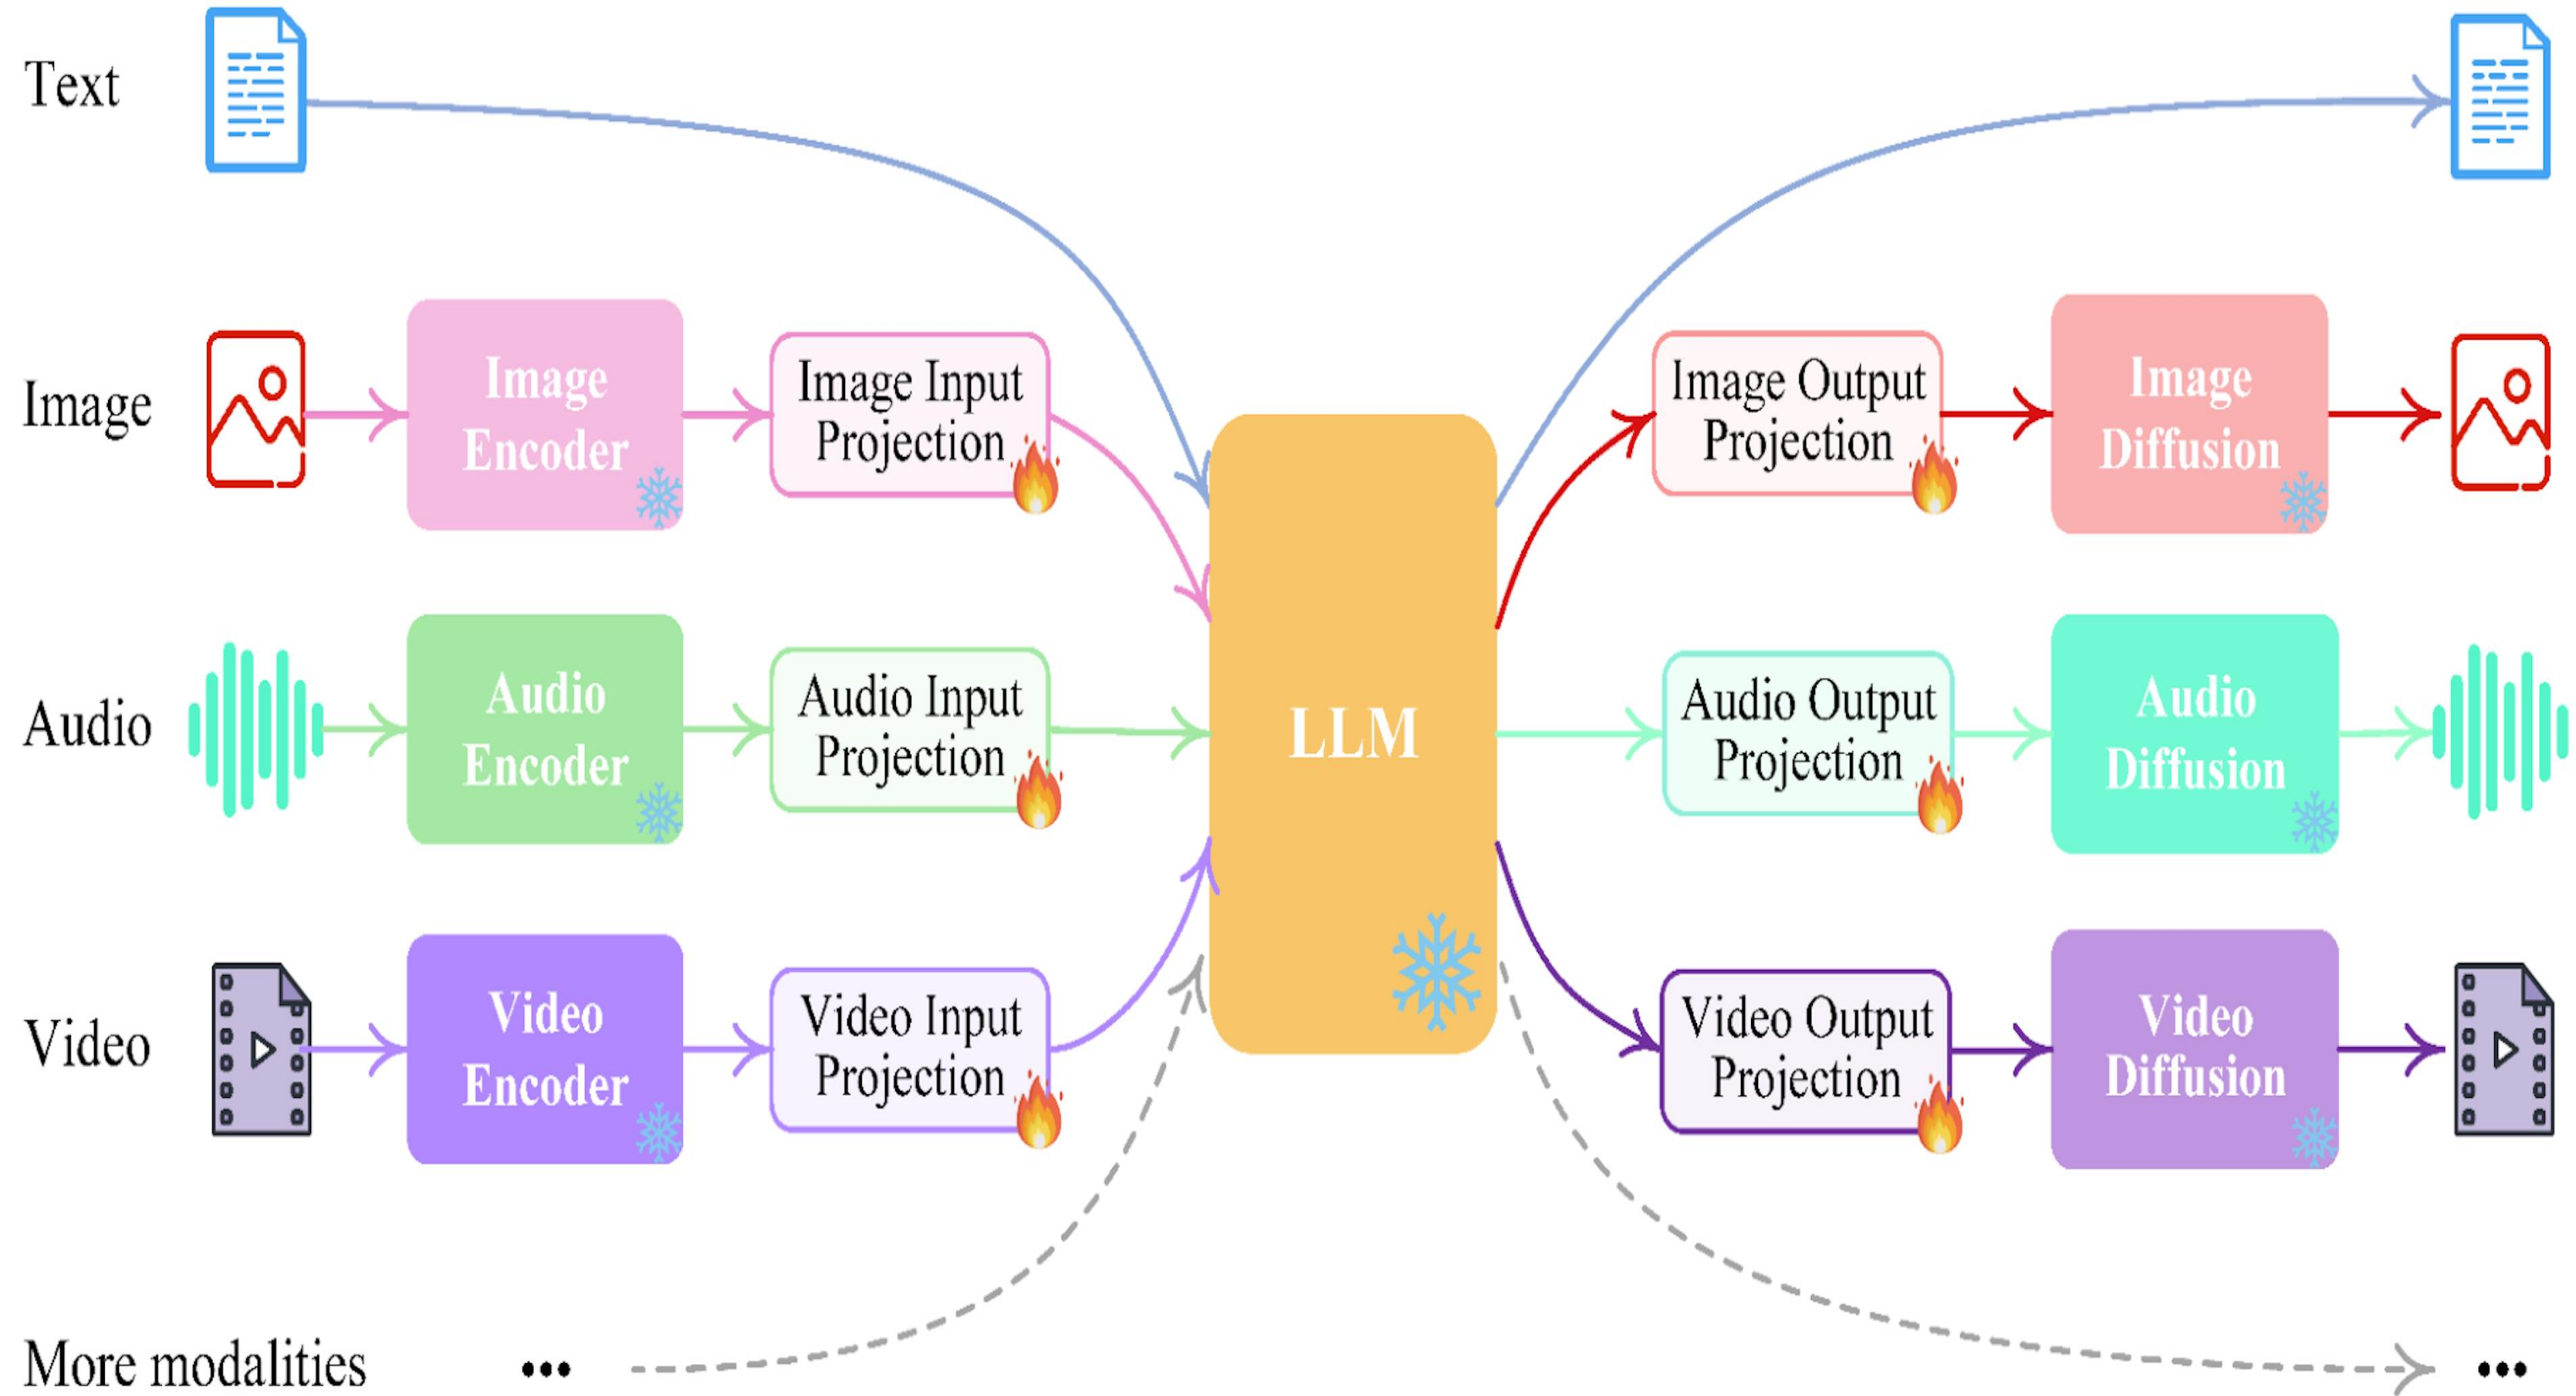 Text
Image
Image
Encoder
Image Input
Projection
Image Output
Projection
Image
Diffusion
Audio
Audio
Encoder
Audio Input
Projection
LLM
Audio Output
Projection
Audio
Diffusion
Video
Video
Encoder
Video Input
Projection
Video Output
Projection
Video
Diffusion
More modalities
...
...